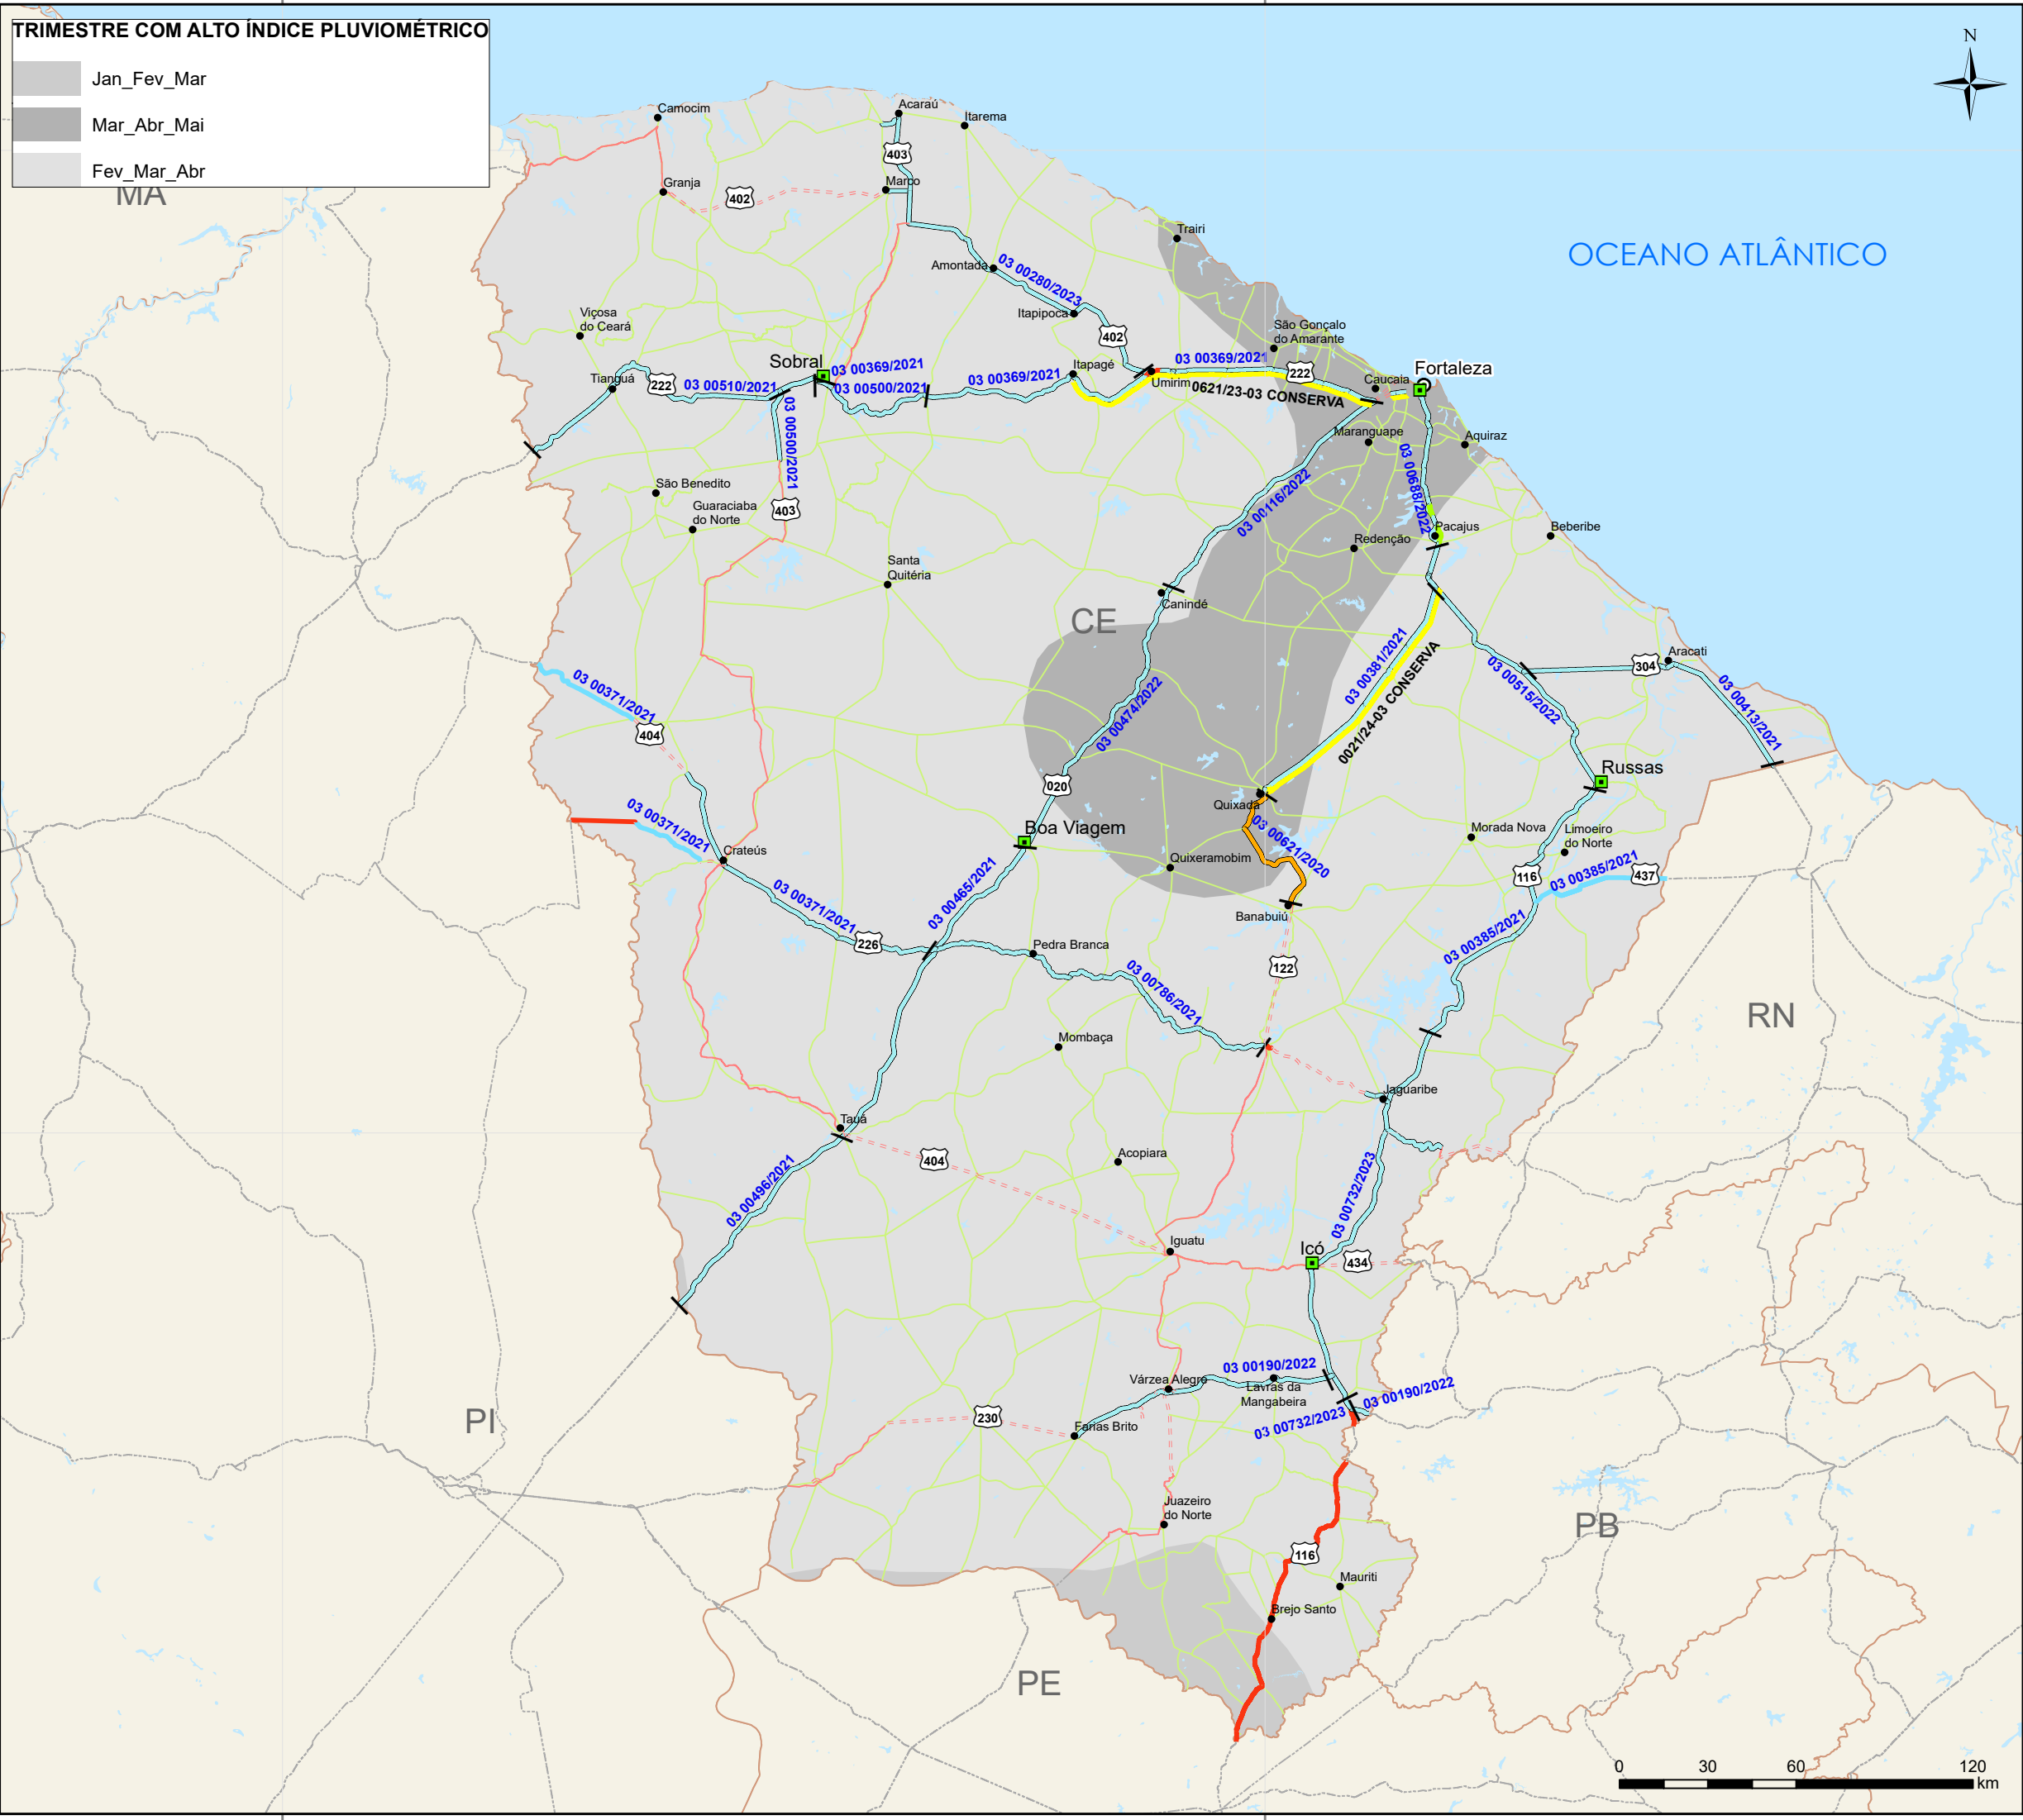 TRIMESTRE COM ALTO ÍNDICE PLUVIOMÉTRICO
Jan_Fev_Mar
Mar_Abr_Mai
Fev_Mar_Abr
N
MA
OCEANO ATLÂNTICO
Camocim
Acaraú
Itarema
403
Granja
402
Marco
Trairi
Amontada
03 00280/2023
Itapipoca
402
Viçosa
do Ceará
São Gonçalo
do Amarante
Sobral
03 00369/2021
03 00500/2021
Itapagé
03 00369/2021
03 00369/2021
Umirim
222
Caucaia
Fortaleza
Tianguá
222
03 00510/2021
0621/23-03 CONSERVA
03 00500/2021
Maranguape
Aquiraz
03 00688/2022
São Benedito
Guaraciaba
do Norte
403
03 00116/2022
Pacajus
Beberibe
Redenção
Santa
Quitéria
Canindé
CE
03 00381/2021
0021/24-03 CONSERVA
03 00515/2022
304
Aracati
03 00413/2021
03 00371/2021
404
03 00474/2022
020
Quixadá
Russas
03 00371/2021
Crateús
Boa Viagem
03 00621/2020
Morada Nova
Limoeiro
do Norte
Quixeramobim
116
03 00385/2021
437
03 00371/2021
226
03 00465/2021
Banabuiú
03 00385/2021
Pedra Branca
03 00786/2021
122
RN
Mombaça
Jaguaribe
Tauá
404
Acopiara
03 00496/2021
03 00732/2023
Iguatu
Icó
434
03 00190/2022
Várzea Alegre
Lavras da
Mangabeira
03 00190/2022
03 00732/2023
PI
230
Farias Brito
Juazeiro
do Norte
PB
116
Mauriti
Brejo Santo
PE
0 30 60 120
km